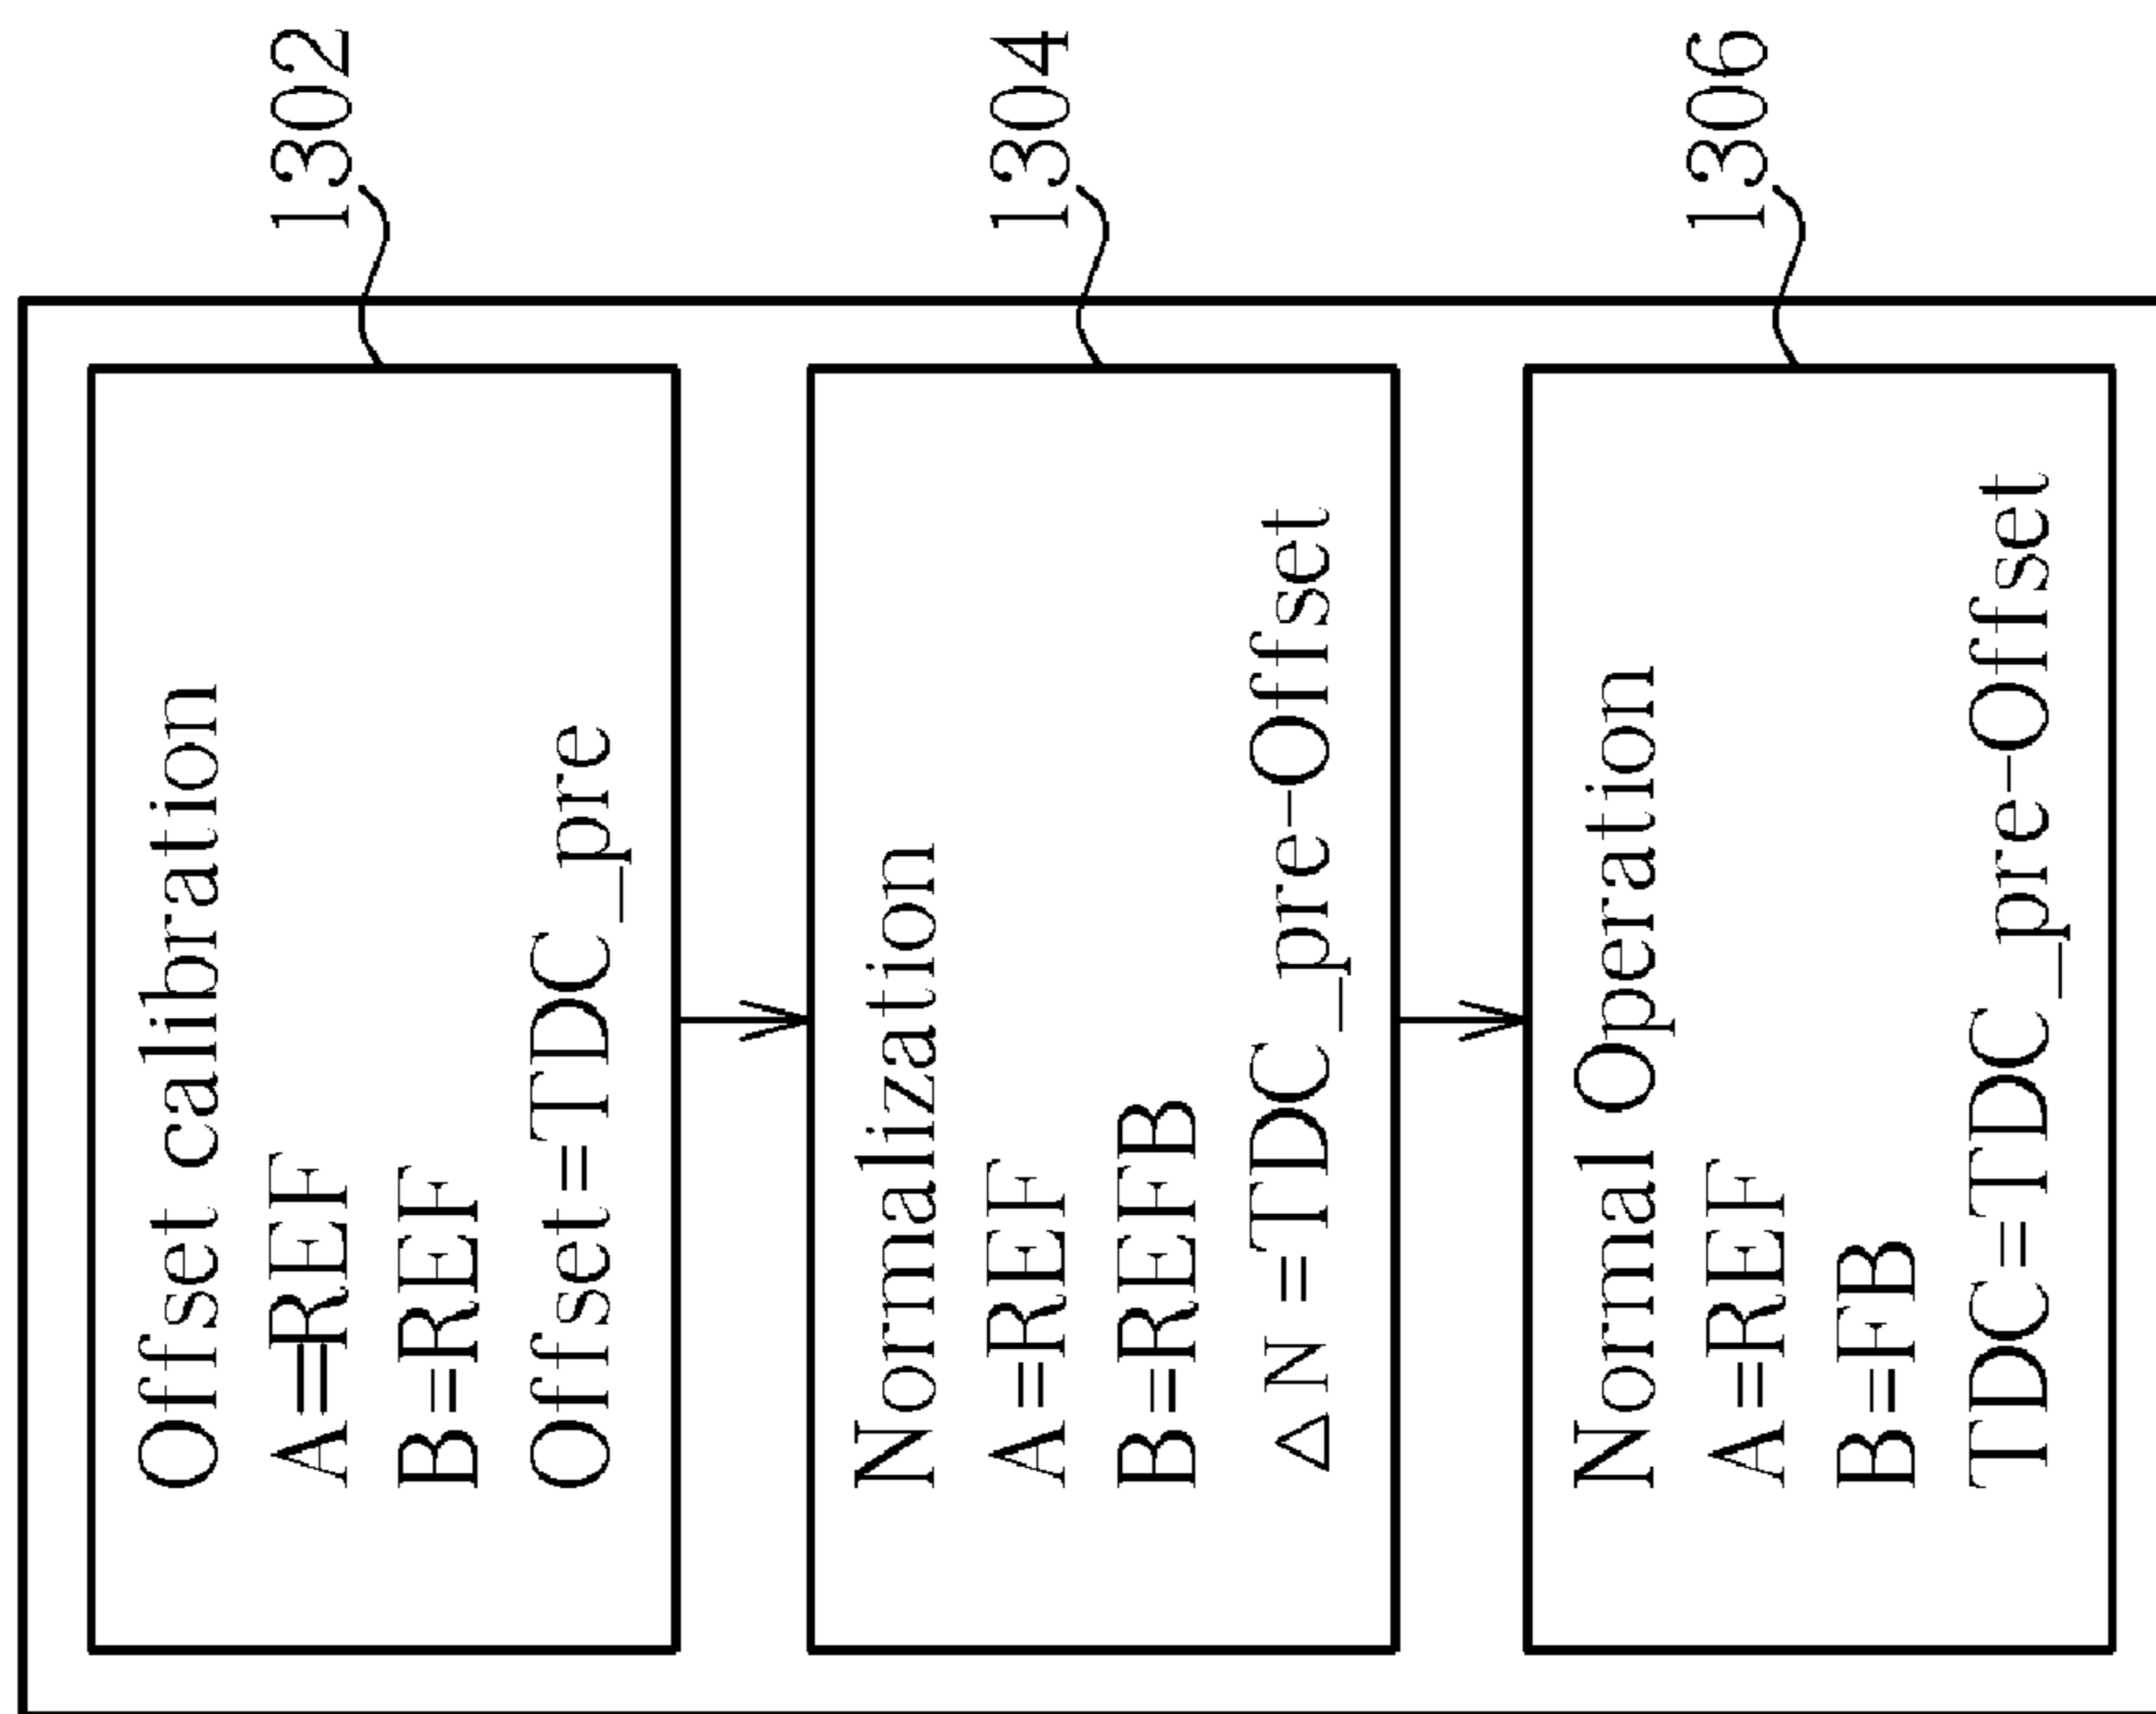 Offset calibration
A=REF
B=REF
Offset=TDC_pre
1302
Normalization
A=REF
B=REFB
△N=TDC_pre-Offset
1304
Normal Operation
A=REF
B=FB
TDC=TDC_pre-Offset
1306